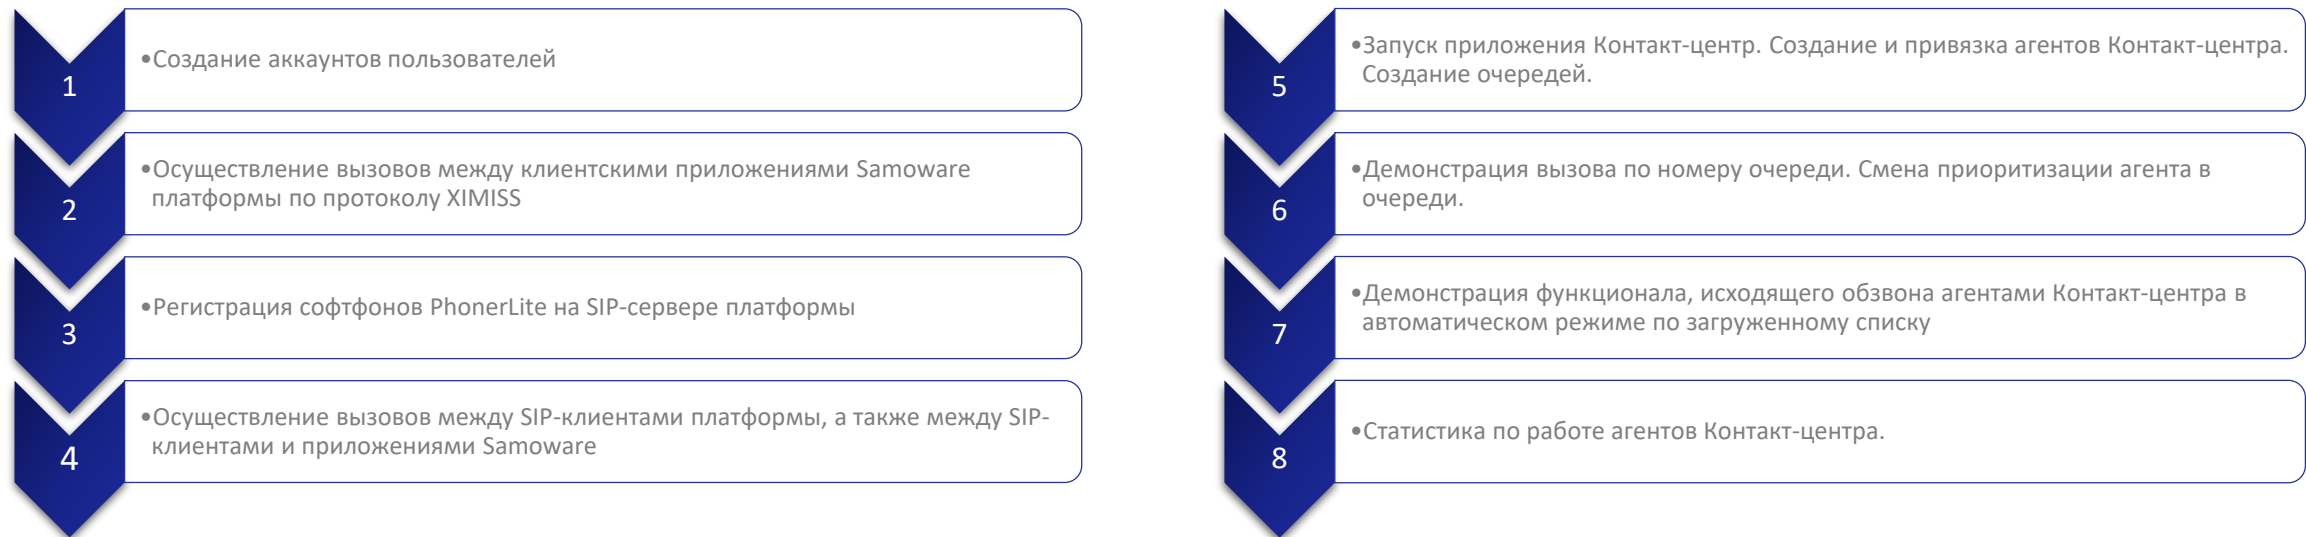 1
•Создание аккаунтов пользователей
2
•Осуществление вызовов между клиентскими приложениями Samoware
платформы по протоколу XIMISS
3
•Регистрация софтфонов PhonerLite на SIP-сервере платформы
4
•Осуществление вызовов между SIP-клиентами платформы, а также между SIP-
клиентами и приложениями Samoware
5
•Запуск приложения Контакт-центр. Создание и привязка агентов Контакт-центра.
Создание очередей.
6
•Демонстрация вызова по номеру очереди. Смена приоритизации агента в
очереди.
7
•Демонстрация функционала, исходящего обзвона агентами Контакт-центра в
автоматическом режиме по загруженному списку
8
•Статистика по работе агентов Контакт-центра.